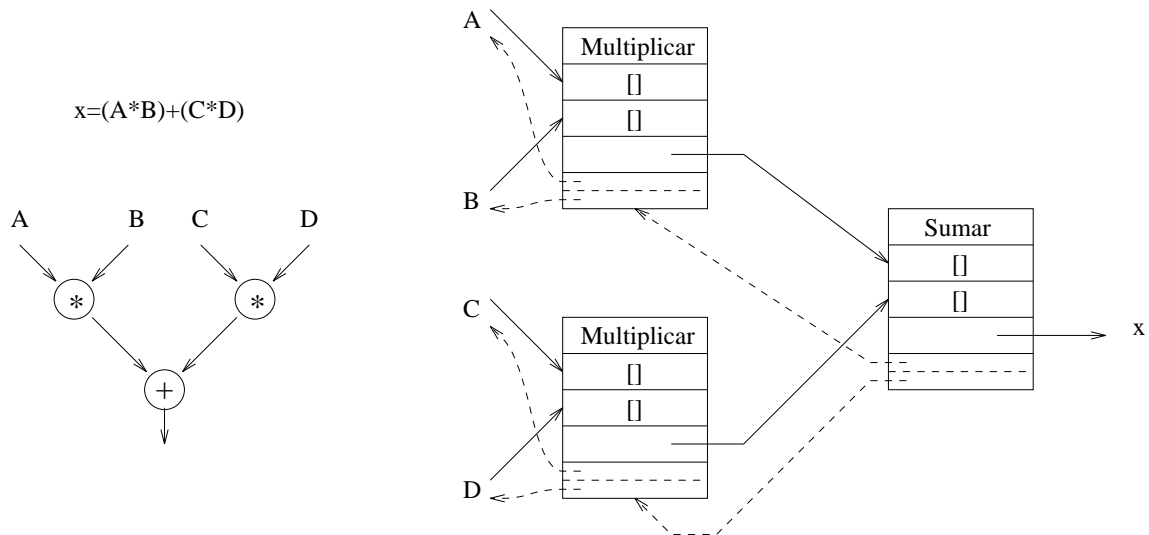 x=(A*B)+(C*D)
A B C D
* *
+
A
B
Multiplicar
[]
[]
C
D
Multiplicar
[]
[]
Sumar
[]
[]
x